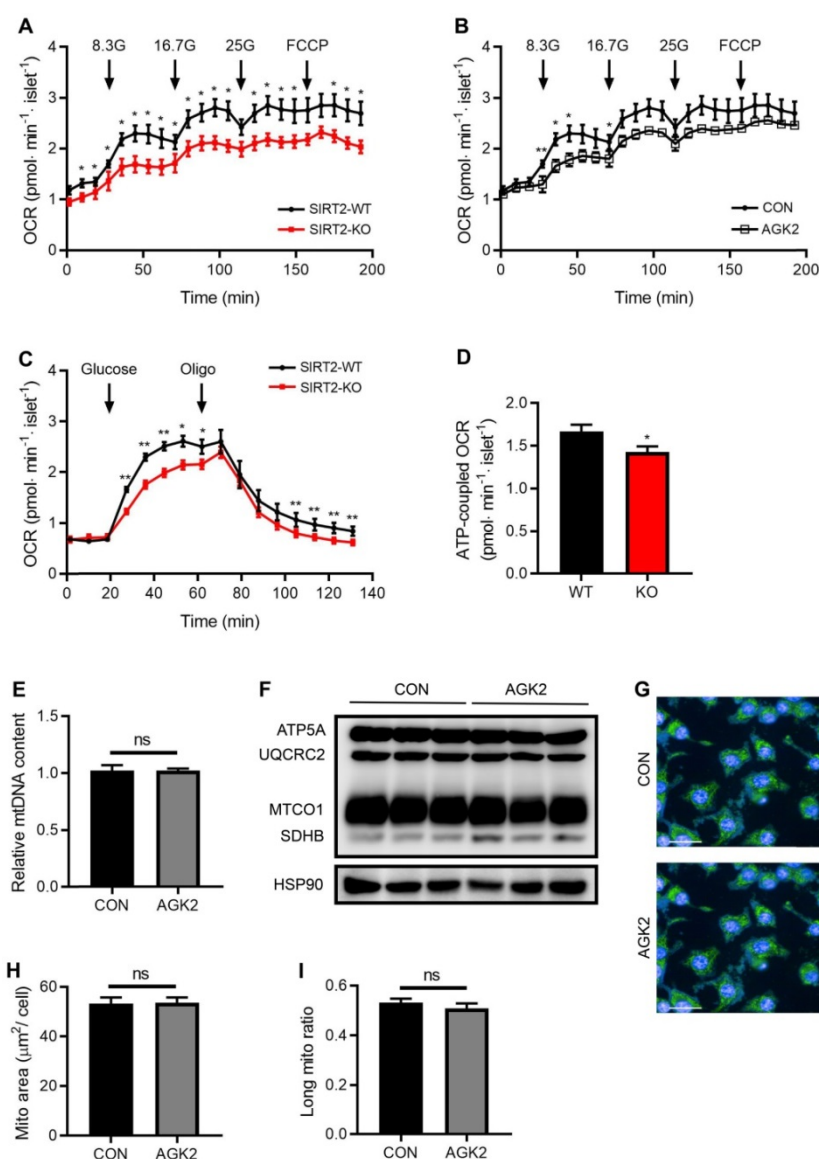 A
8.3G 16.7G 25G FCCP
OCR (pmol· min⁻¹· islet⁻¹)
4
3
2
1
0
* * * * * * * * * * * * * * * * * * *
SIRT2-WT
SIRT2-KO
0 50 100 150 200
Time (min)
B
8.3G 16.7G 25G FCCP
OCR (pmol· min⁻¹· islet⁻¹)
4
3
2
1
0
** * * *
CON
AGK2
0 50 100 150 200
Time (min)
C
Glucose Oligo
SIRT2-WT
SIRT2-KO
OCR (pmol· min⁻¹· islet⁻¹)
4
3
2
1
0
** ** ** * * ** ** ** **
0 20 40 60 80 100 120 140
Time (min)
D
ATP-coupled OCR
(pmol· min⁻¹· islet⁻¹)
2.0
1.5
1.0
0.5
0.0
*
WT KO
E
Relative mtDNA content
1.5
1.0
0.5
0.0
ns
CON AGK2
F
CON AGK2
ATP5A
UQCRC2
MTCO1
SDHB
HSP90
G
CON
AGK2
H
Mito area (μm²/ cell)
60
40
20
0
ns
CON AGK2
I
Long mito ratio
0.6
0.4
0.2
0.0
ns
CON AGK2